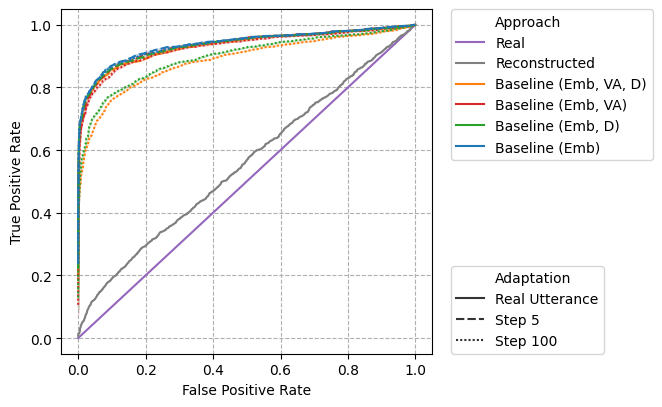 1.0
0.8
0.6
0.4
0.2
0.0
0.0 0.2 0.4 0.6 0.8 1.0
True Positive Rate
False Positive Rate
Approach
Real
Reconstructed
Baseline (Emb, VA, D)
Baseline (Emb, VA)
Baseline (Emb, D)
Baseline (Emb)
Adaptation
Real Utterance
Step 5
Step 100